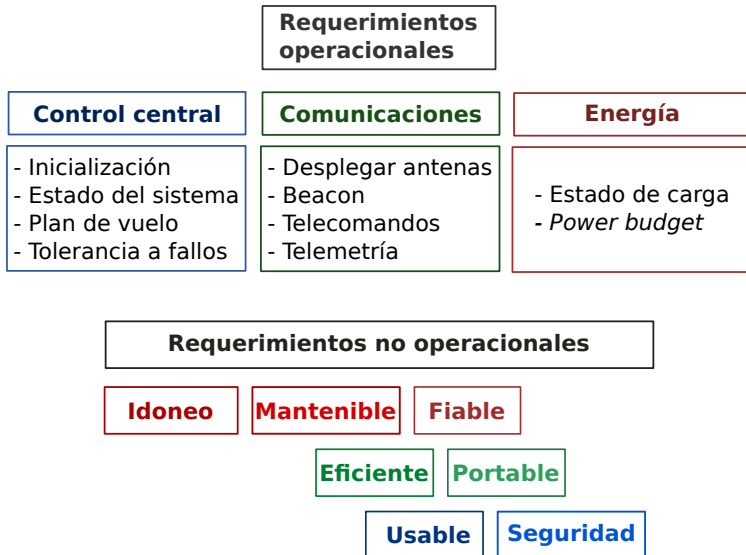 Requerimientos
operacionales
Control central
- Inicialización
- Estado del sistema
- Plan de vuelo
- Tolerancia a fallos
Comunicaciones
- Desplegar antenas
- Beacon
- Telecomandos
- Telemetría
Energía
- Estado de carga
- Power budget
Requerimientos no operacionales
Idoneo
Mantenible
Fiable
Eficiente
Portable
Usable
Seguridad